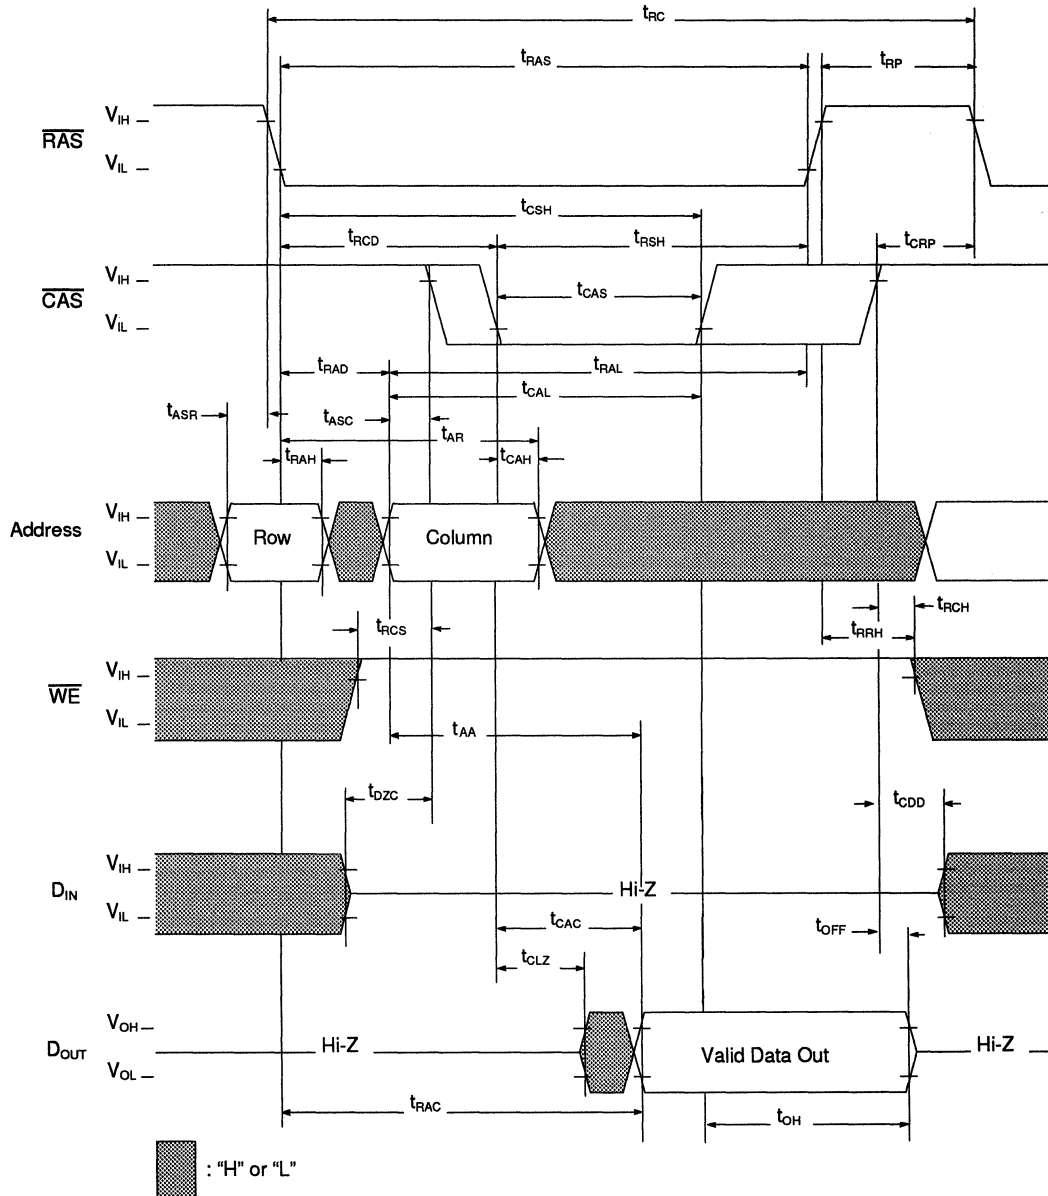 tRC
tRAS
tRP
RAS
VIH
VIL
tCSH
tRCD
tRSH
tCRP
CAS
VIH
VIL
tCAS
tRAD
tRAL
tCAL
tASR
tASC
tAR
tRAH
tCAH
Address
VIH
VIL
Row
Column
tRCH
tRCS
tRRH
WE
VIH
VIL
tAA
tDZC
tCDD
DIN
VIH
VIL
Hi-Z
tCAC
tOFF
tCLZ
DOUT
VOH
VOL
Hi-Z
Valid Data Out
Hi-Z
tRAC
tOH
: “H” or “L”